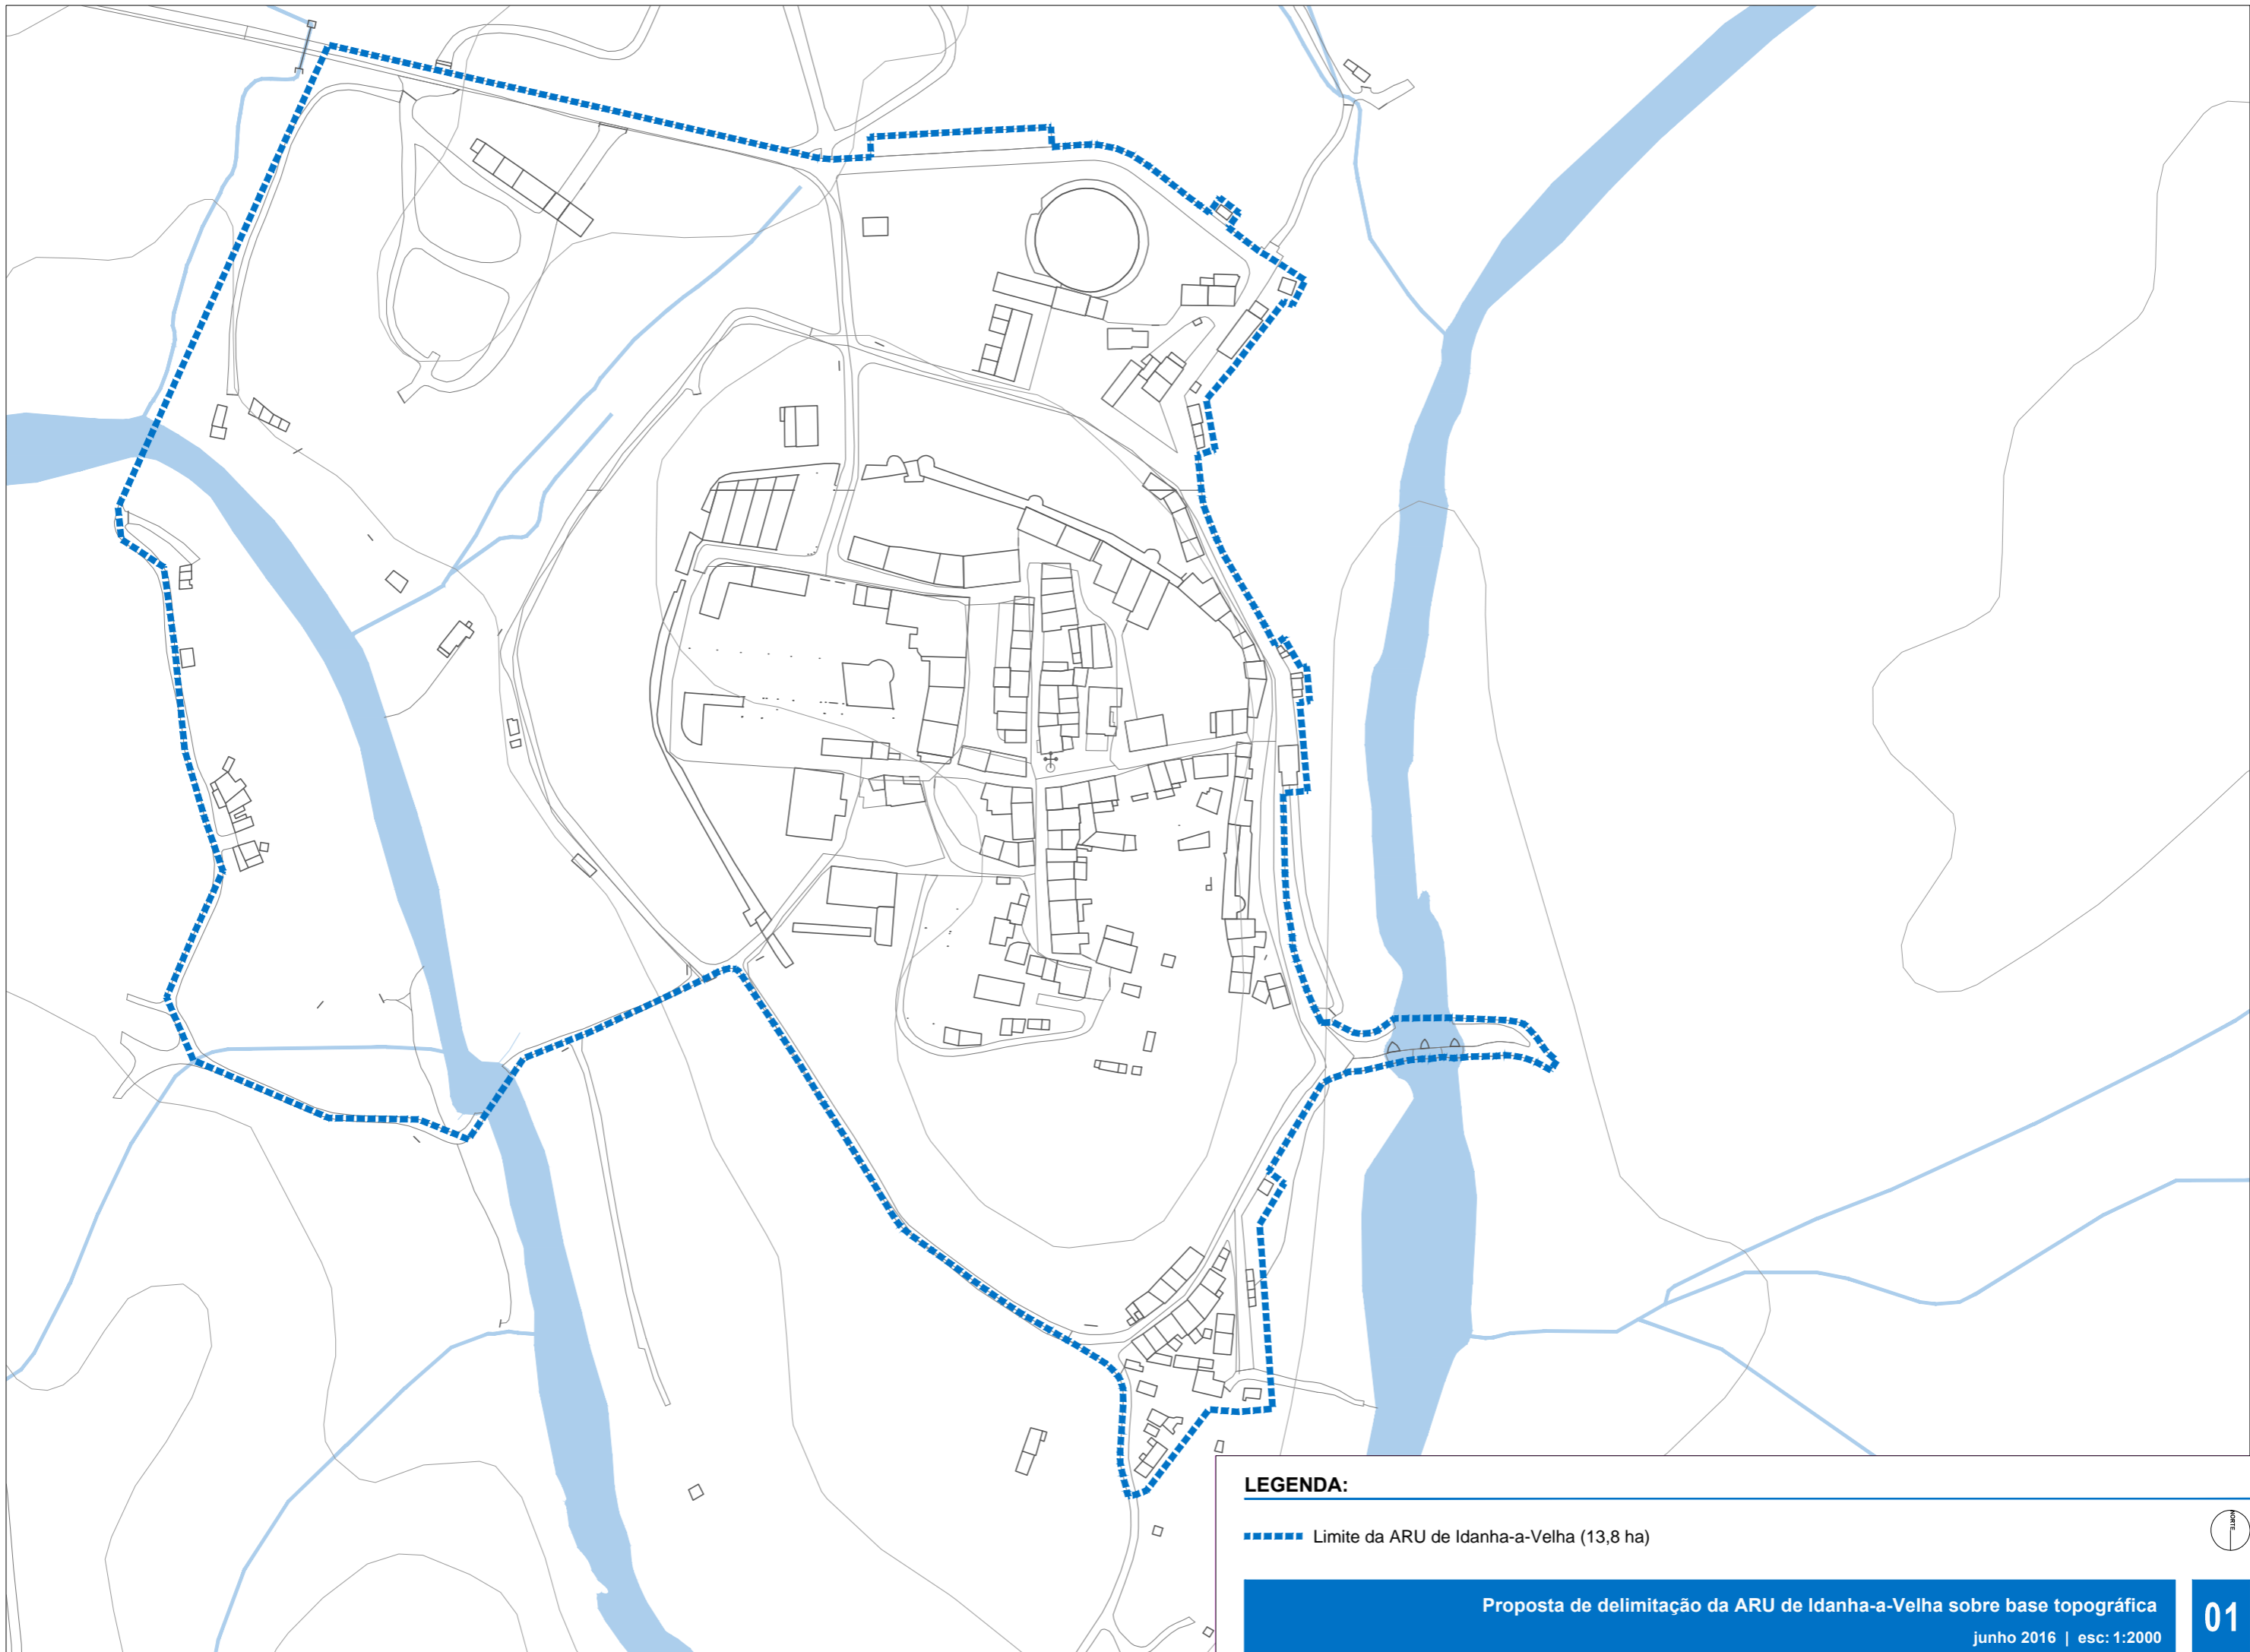 LEGENDA:
NORTE
Limite da ARU de Idanha-a-Velha (13,8 ha)
Proposta de delimitação da ARU de Idanha-a-Velha sobre base topográfica
01
junho 2016 | esc: 1:2000